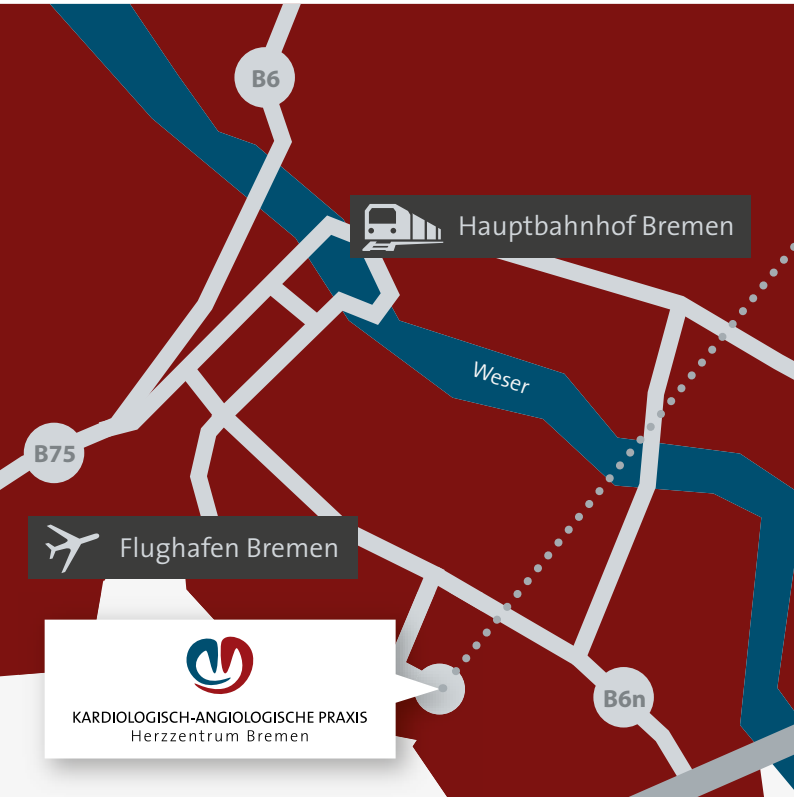 B6
Hauptbahnhof Bremen
Weser
B75
Flughafen Bremen
KARDIOLOGISCH-ANGIOLOGISCHE PRAXIS
Herzzentrum Bremen
B6n